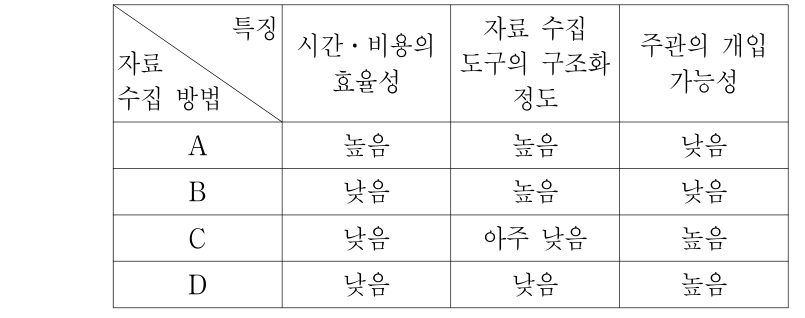 특징
자료
수집 방법
시간·비용의
효율성
자료 수집
도구의 구조화
정도
주관의 개입
가능성
A 높음 높음 낮음
B 낮음 높음 낮음
C 낮음 아주 낮음 높음
D 낮음 낮음 높음